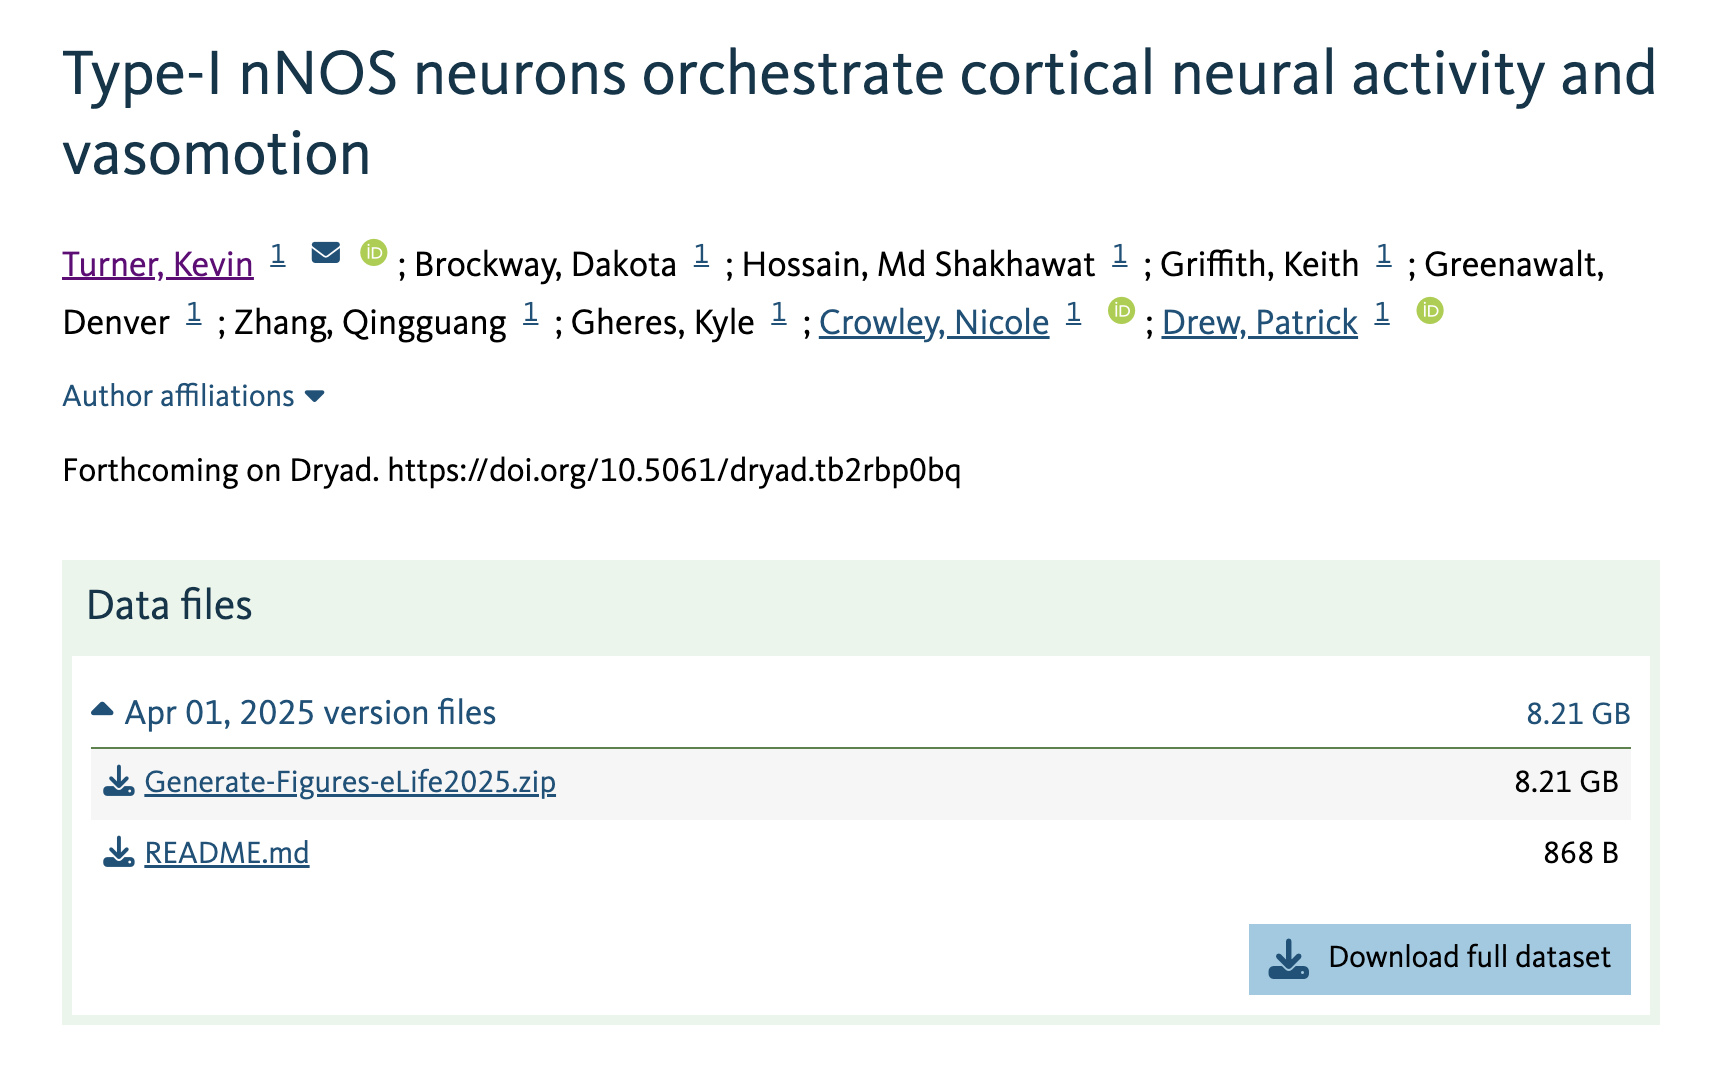 Type-I nNOS neurons orchestrate cortical neural activity and
vasomotion
Turner, Kevin 1 iD ; Brockway, Dakota 1 ; Hossain, Md Shakhawat 1 ; Griffith, Keith 1 ; Greenawalt,
Denver 1 ; Zhang, Qingguang 1 ; Gheres, Kyle 1 ; Crowley, Nicole 1 iD ; Drew, Patrick 1 iD
Author affiliations
Forthcoming on Dryad. https://doi.org/10.5061/dryad.tb2rbp0bq
Data files
Apr 01, 2025 version files 8.21 GB
Generate-Figures-eLife2025.zip 8.21 GB
README.md 868 B
Download full dataset